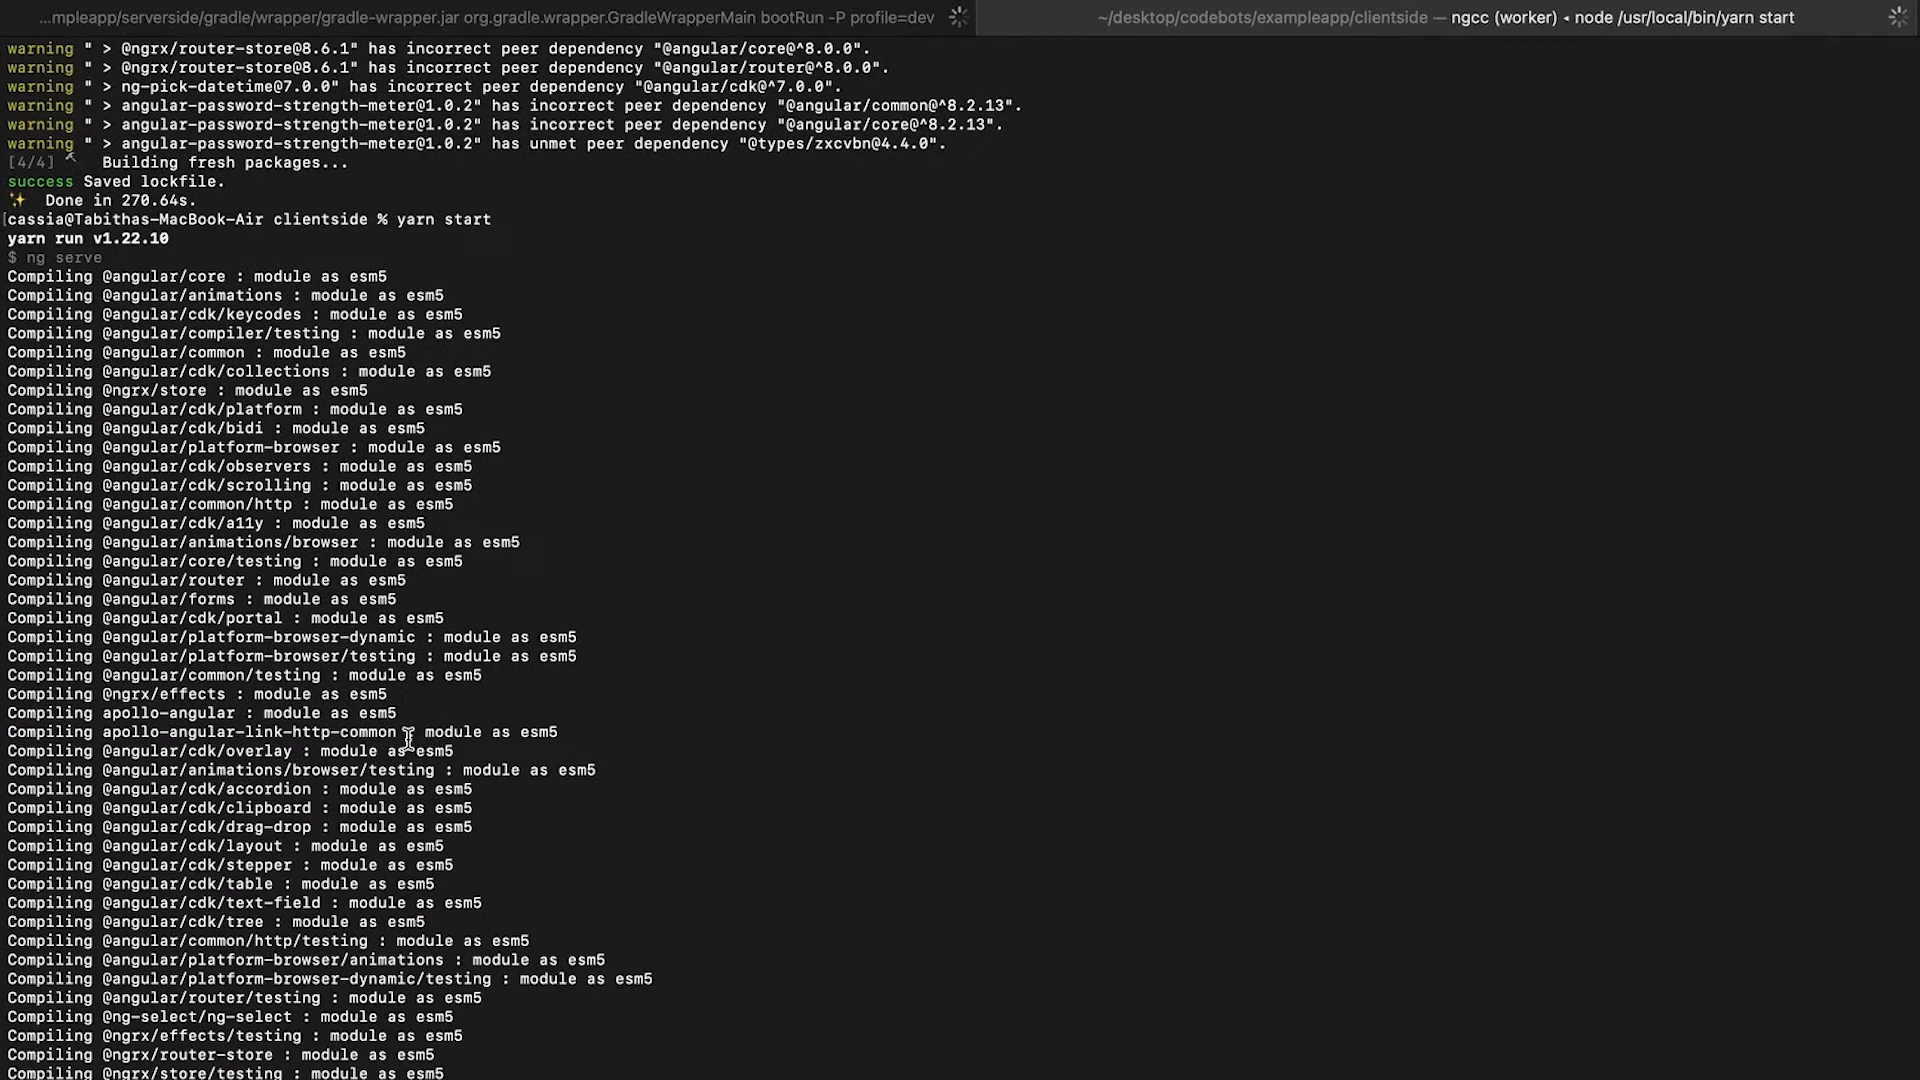 ...mpleapp/serverside/gradle/wrapper/gradle-wrapper.jar org.gradle.wrapper.GradleWrapperMain bootRun -P profile=dev
~/desktop/codebots/exampleapp/clientside — ngcc (worker) ◂ node /usr/local/bin/yarn start
warning " > @ngrx/router-store@8.6.1" has incorrect peer dependency "@angular/core@^8.0.0".
warning " > @ngrx/router-store@8.6.1" has incorrect peer dependency "@angular/router@^8.0.0".
warning " > ng-pick-datetime@7.0.0" has incorrect peer dependency "@angular/cdk@^7.0.0".
warning " > angular-password-strength-meter@1.0.2" has incorrect peer dependency "@angular/common@^8.2.13".
warning " > angular-password-strength-meter@1.0.2" has incorrect peer dependency "@angular/core@^8.2.13".
warning " > angular-password-strength-meter@1.0.2" has unmet peer dependency "@types/zxcvbn@4.4.0".
[4/4] Building fresh packages...
success Saved lockfile.
✨ Done in 270.64s.
[cassia@Tabithas-MacBook-Air clientside % yarn start
yarn run v1.22.10
$ ng serve
Compiling @angular/core : module as esm5
Compiling @angular/animations : module as esm5
Compiling @angular/cdk/keycodes : module as esm5
Compiling @angular/compiler/testing : module as esm5
Compiling @angular/common : module as esm5
Compiling @angular/cdk/collections : module as esm5
Compiling @ngrx/store : module as esm5
Compiling @angular/cdk/platform : module as esm5
Compiling @angular/cdk/bidi : module as esm5
Compiling @angular/platform-browser : module as esm5
Compiling @angular/cdk/observers : module as esm5
Compiling @angular/cdk/scrolling : module as esm5
Compiling @angular/common/http : module as esm5
Compiling @angular/cdk/a11y : module as esm5
Compiling @angular/animations/browser : module as esm5
Compiling @angular/core/testing : module as esm5
Compiling @angular/router : module as esm5
Compiling @angular/forms : module as esm5
Compiling @angular/cdk/portal : module as esm5
Compiling @angular/platform-browser-dynamic : module as esm5
Compiling @angular/platform-browser/testing : module as esm5
Compiling @angular/common/testing : module as esm5
Compiling @ngrx/effects : module as esm5
Compiling apollo-angular : module as esm5
Compiling apollo-angular-link-http-common : module as esm5
Compiling @angular/cdk/overlay : module as esm5
Compiling @angular/animations/browser/testing : module as esm5
Compiling @angular/cdk/accordion : module as esm5
Compiling @angular/cdk/clipboard : module as esm5
Compiling @angular/cdk/drag-drop : module as esm5
Compiling @angular/cdk/layout : module as esm5
Compiling @angular/cdk/stepper : module as esm5
Compiling @angular/cdk/table : module as esm5
Compiling @angular/cdk/text-field : module as esm5
Compiling @angular/cdk/tree : module as esm5
Compiling @angular/common/http/testing : module as esm5
Compiling @angular/platform-browser/animations : module as esm5
Compiling @angular/platform-browser-dynamic/testing : module as esm5
Compiling @angular/router/testing : module as esm5
Compiling @ng-select/ng-select : module as esm5
Compiling @ngrx/effects/testing : module as esm5
Compiling @ngrx/router-store : module as esm5
Compiling @ngrx/store/testing : module as esm5